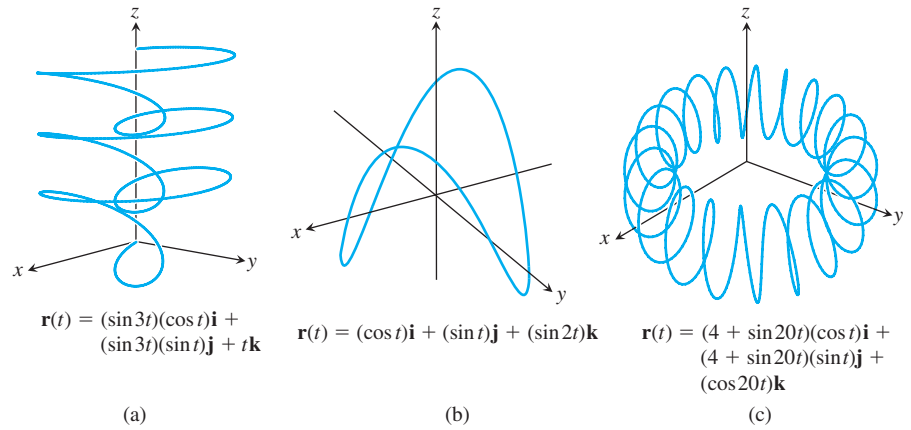 z
x
y
r(t) = (sin 3t)(cos t)i +
(sin 3t)(sin t)j + tk
(a)
z
x
y
r(t) = (cos t)i + (sin t)j + (sin 2t)k
(b)
z
x
y
r(t) = (4 + sin 20t)(cos t)i +
(4 + sin 20t)(sin t)j +
(cos 20t)k
(c)